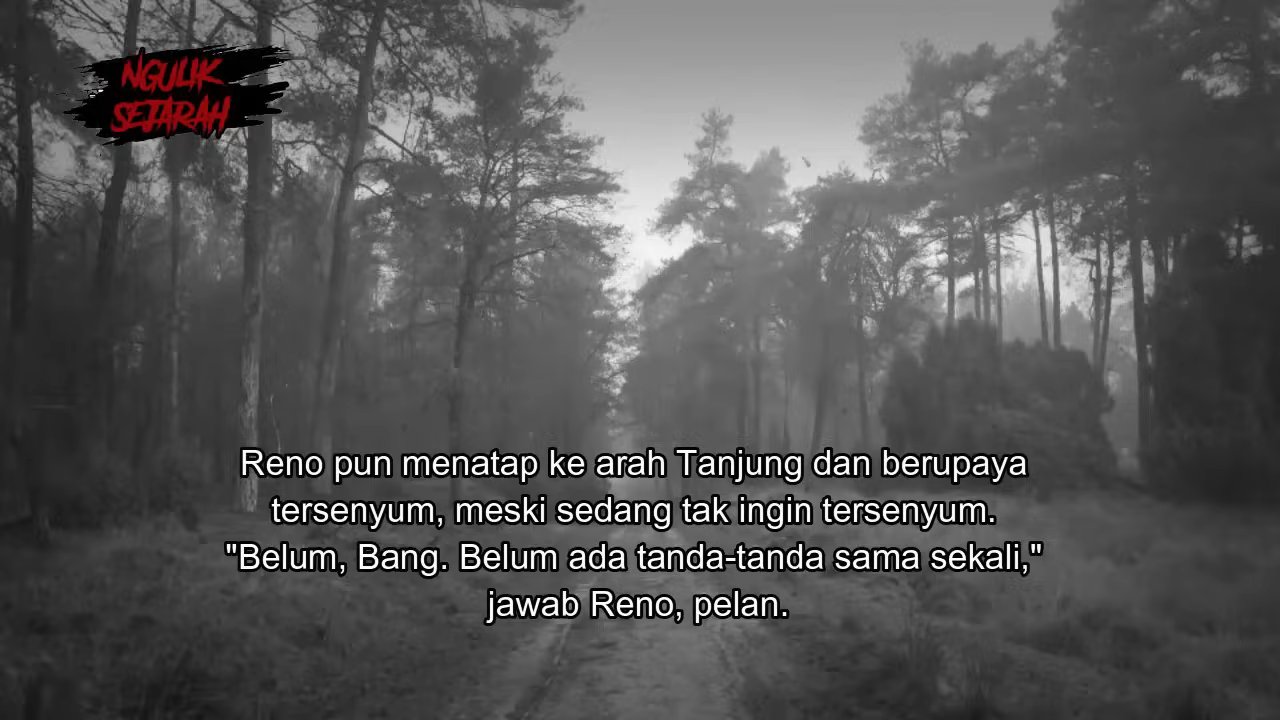 NGULIK
SEJARAH
Reno pun menatap ke arah Tanjung dan berupaya
tersenyum, meski sedang tak ingin tersenyum.
"Belum, Bang. Belum ada tanda-tanda sama sekali,"
jawab Reno, pelan.